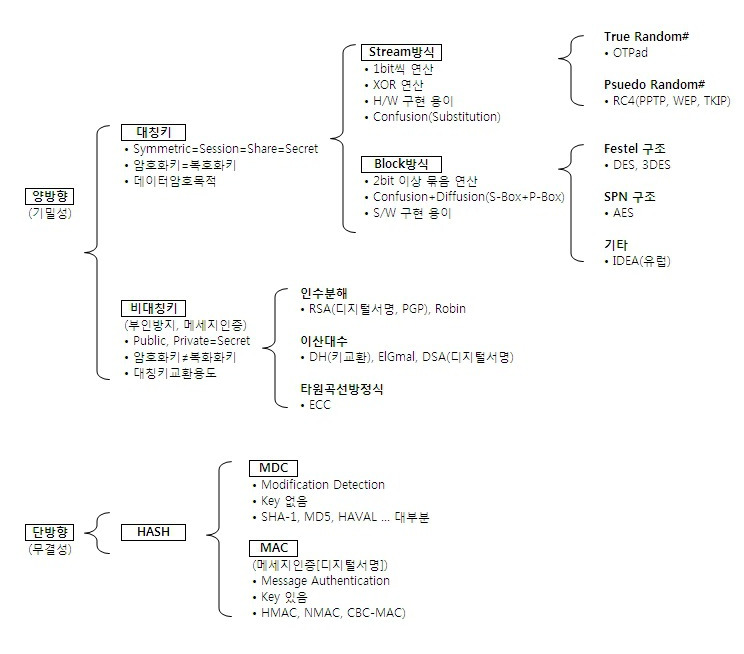 양방향
(기밀성)
대칭키
• Symmetric=Session=Share=Secret
• 암호화키=복호화키
• 데이터암호목적
Stream방식
• 1bit씩 연산
• XOR 연산
• H/W 구현 용이
• Confusion(Substitution)
True Random#
• OTPad
Psuedo Random#
• RC4(PPTP, WEP, TKIP)
Block방식
• 2bit 이상 묶음 연산
• Confusion+Diffusion(S-Box+P-Box)
• S/W 구현 용이
Festel 구조
• DES, 3DES
SPN 구조
• AES
기타
• IDEA(유럽)
비대칭키
(부인방지, 메세지인증)
• Public, Private=Secret
• 암호화키≠복화화키
• 대칭키교환용도
인수분해
• RSA(디지털서명, PGP), Robin
이산대수
• DH(키교환), ElGmal, DSA(디지털서명)
타원곡선방정식
• ECC
단방향
(무결성)
HASH
MDC
• Modification Detection
• Key 없음
• SHA-1, MD5, HAVAL ... 대부분
MAC
(메세지인증[디지털서명])
• Message Authentication
• Key 있음
• HMAC, NMAC, CBC-MAC)